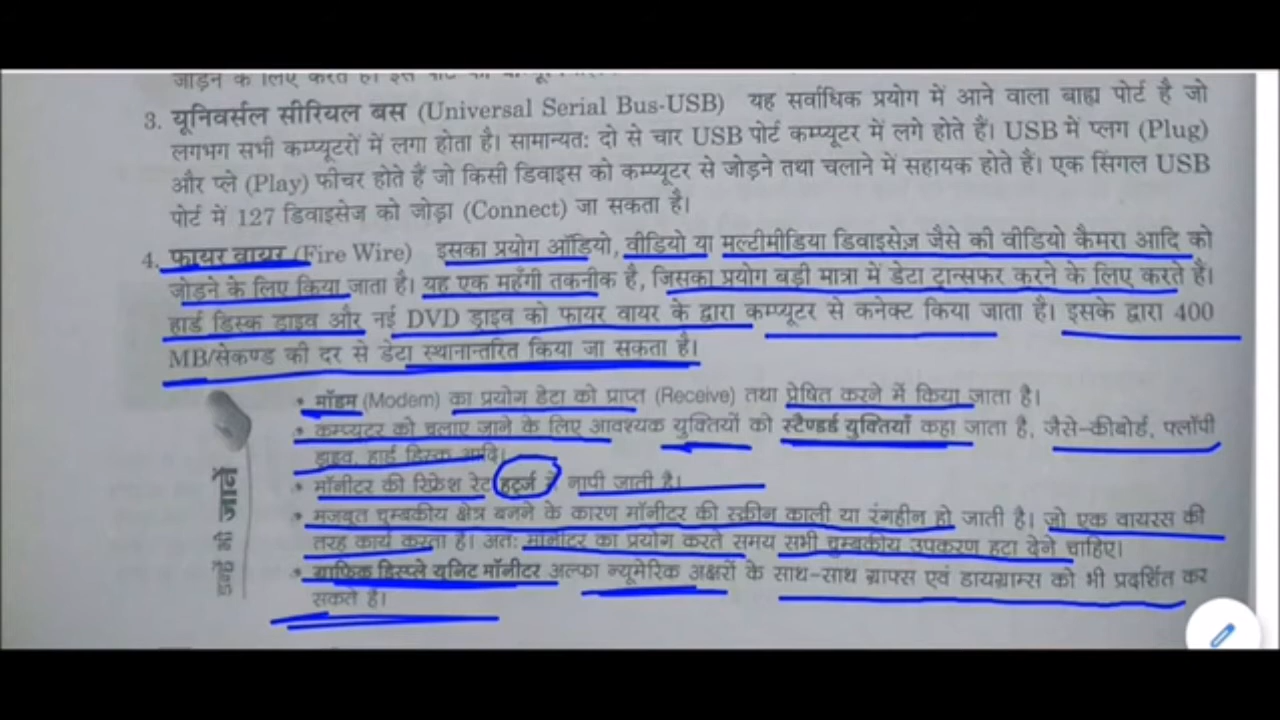 जोड़ने के लिए करते हैं। इस पोर्ट
3. यूनिवर्सल सीरियल बस (Universal Serial Bus-USB) यह सर्वाधिक प्रयोग में आने वाला बाह्य पोर्ट है जो
लगभग सभी कम्प्यूटरों में लगा होता है। सामान्यतः दो से चार USB पोर्ट कम्प्यूटर में लगे होते हैं। USB में प्लग (Plug)
और प्ले (Play) फीचर होते हैं जो किसी डिवाइस को कम्प्यूटर से जोड़ने तथा चलाने में सहायक होते हैं। एक सिंगल USB
पोर्ट में 127 डिवाइसेज को जोड़ा (Connect) जा सकता है।
4. फायर वायर (Fire Wire) इसका प्रयोग ऑडियो, वीडियो या मल्टीमीडिया डिवाइसेज़ जैसे की वीडियो कैमरा आदि को
जोड़ने के लिए किया जाता है। यह एक महँगी तकनीक है, जिसका प्रयोग बड़ी मात्रा में डेटा ट्रान्सफर करने के लिए करते हैं।
हार्ड डिस्क ड्राइव और नई DVD ड्राइव को फायर वायर के द्वारा कम्प्यूटर से कनेक्ट किया जाता है। इसके द्वारा 400
MB/सेकण्ड की दर से डेटा स्थानान्तरित किया जा सकता है।
• मॉडम (Modem) का प्रयोग डेटा को प्राप्त (Receive) तथा प्रेषित करने में किया जाता है।
• कम्प्यूटर को चलाए जाने के लिए आवश्यक युक्तियों को स्टैण्डर्ड युक्तियाँ कहा जाता है, जैसे-कीबोर्ड, फ्लॉपी
ड्राइव, हार्ड डिस्क आदि।
• मॉनीटर की रिफ्रेश रेट हर्ट्ज में नापी जाती है।
• मजबूत चुम्बकीय क्षेत्र बनने के कारण मॉनीटर की स्क्रीन काली या रंगहीन हो जाती है। जो एक वायरस की
तरह कार्य करता है। अतः मॉनीटर का प्रयोग करते समय सभी चुम्बकीय उपकरण हटा देने चाहिए।
• ग्राफिक डिस्प्ले यूनिट मॉनीटर अल्फा न्यूमेरिक अक्षरों के साथ-साथ ग्राफ्स एवं डायग्राम्स को भी प्रदर्शित कर
सकते हैं।
इन्हें भी जानें